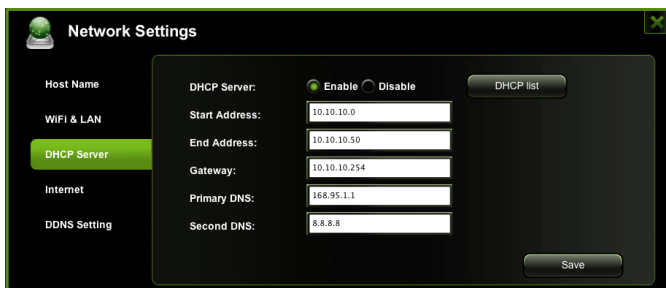 Network Settings
Host Name
WiFi & LAN
DHCP Server
Internet
DDNS Setting
DHCP Server: Enable Disable DHCP list
Start Address: 10.10.10.0
End Address: 10.10.10.50
Gateway: 10.10.10.254
Primary DNS: 168.95.1.1
Second DNS: 8.8.8.8
Save